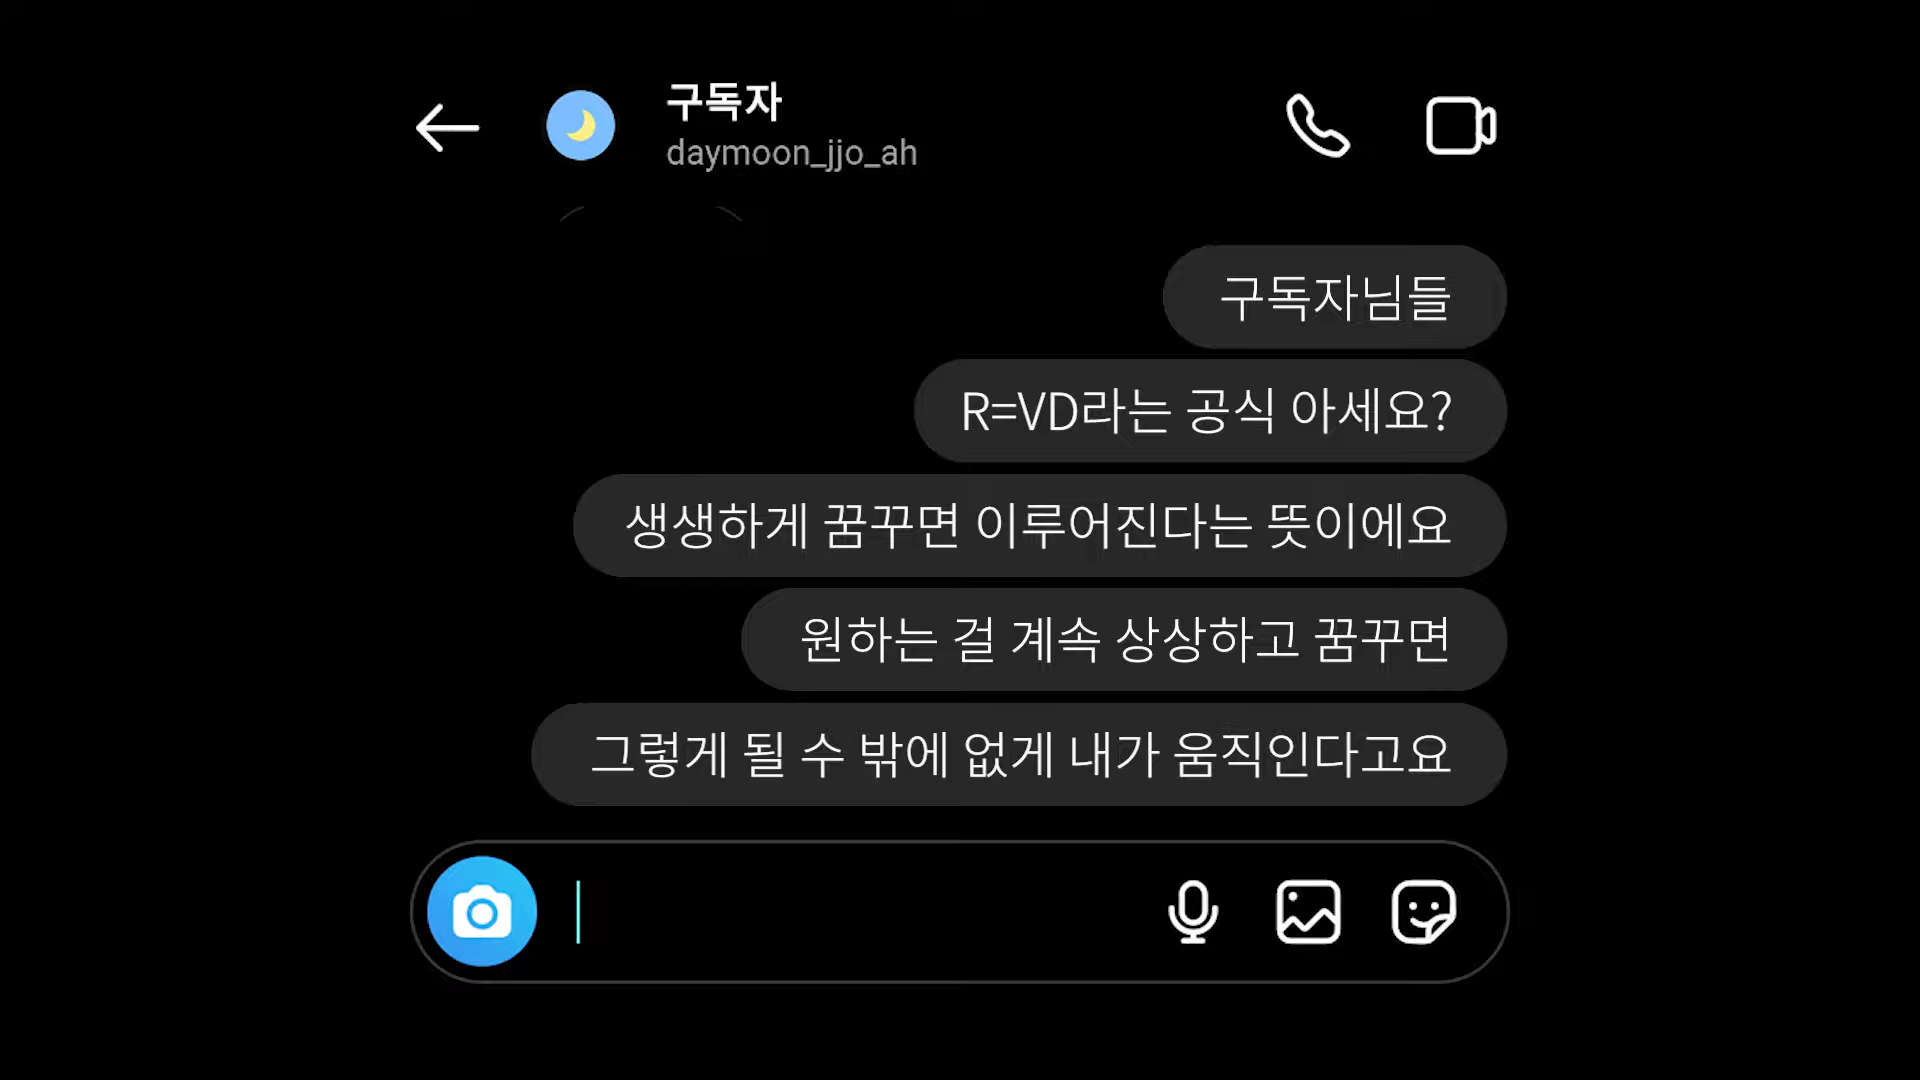 구독자
daymoon_jjo_ah
구독자님들
R=VD라는 공식 아세요?
생생하게 꿈꾸면 이루어진다는 뜻이에요
원하는 걸 계속 상상하고 꿈꾸면
그렇게 될 수 밖에 없게 내가 움직인다고요